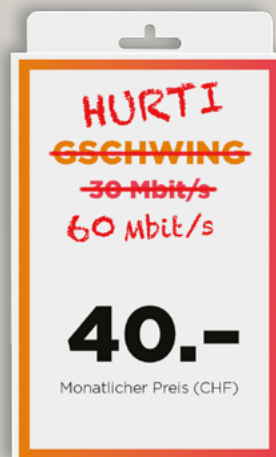 HURTI
GSCHWING
30 Mbit/s
60 Mbit/s
40.–
Monatlicher Preis (CHF)